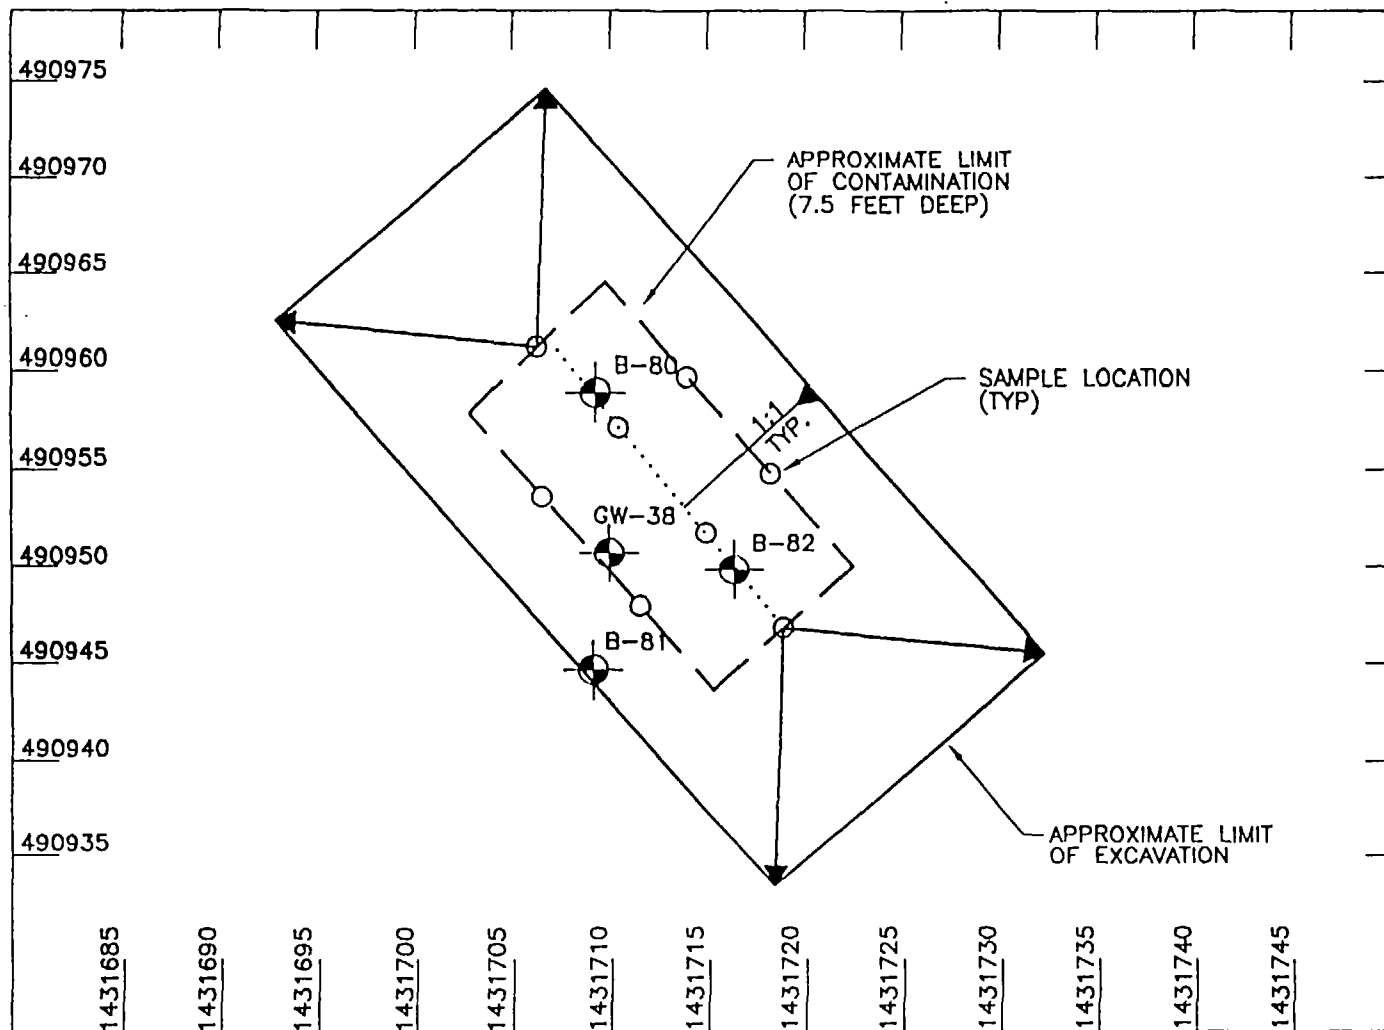 490975
490970
490965
490960
490955
490950
490945
490940
490935
APPROXIMATE LIMIT
OF CONTAMINATION
(7.5 FEET DEEP)
B-80
SAMPLE LOCATION
(TYP)
1:1
TYP.
GW-38
B-82
B-81
APPROXIMATE LIMIT
OF EXCAVATION
1431685
1431690
1431695
1431700
1431705
1431710
1431715
1431720
1431725
1431730
1431735
1431740
1431745